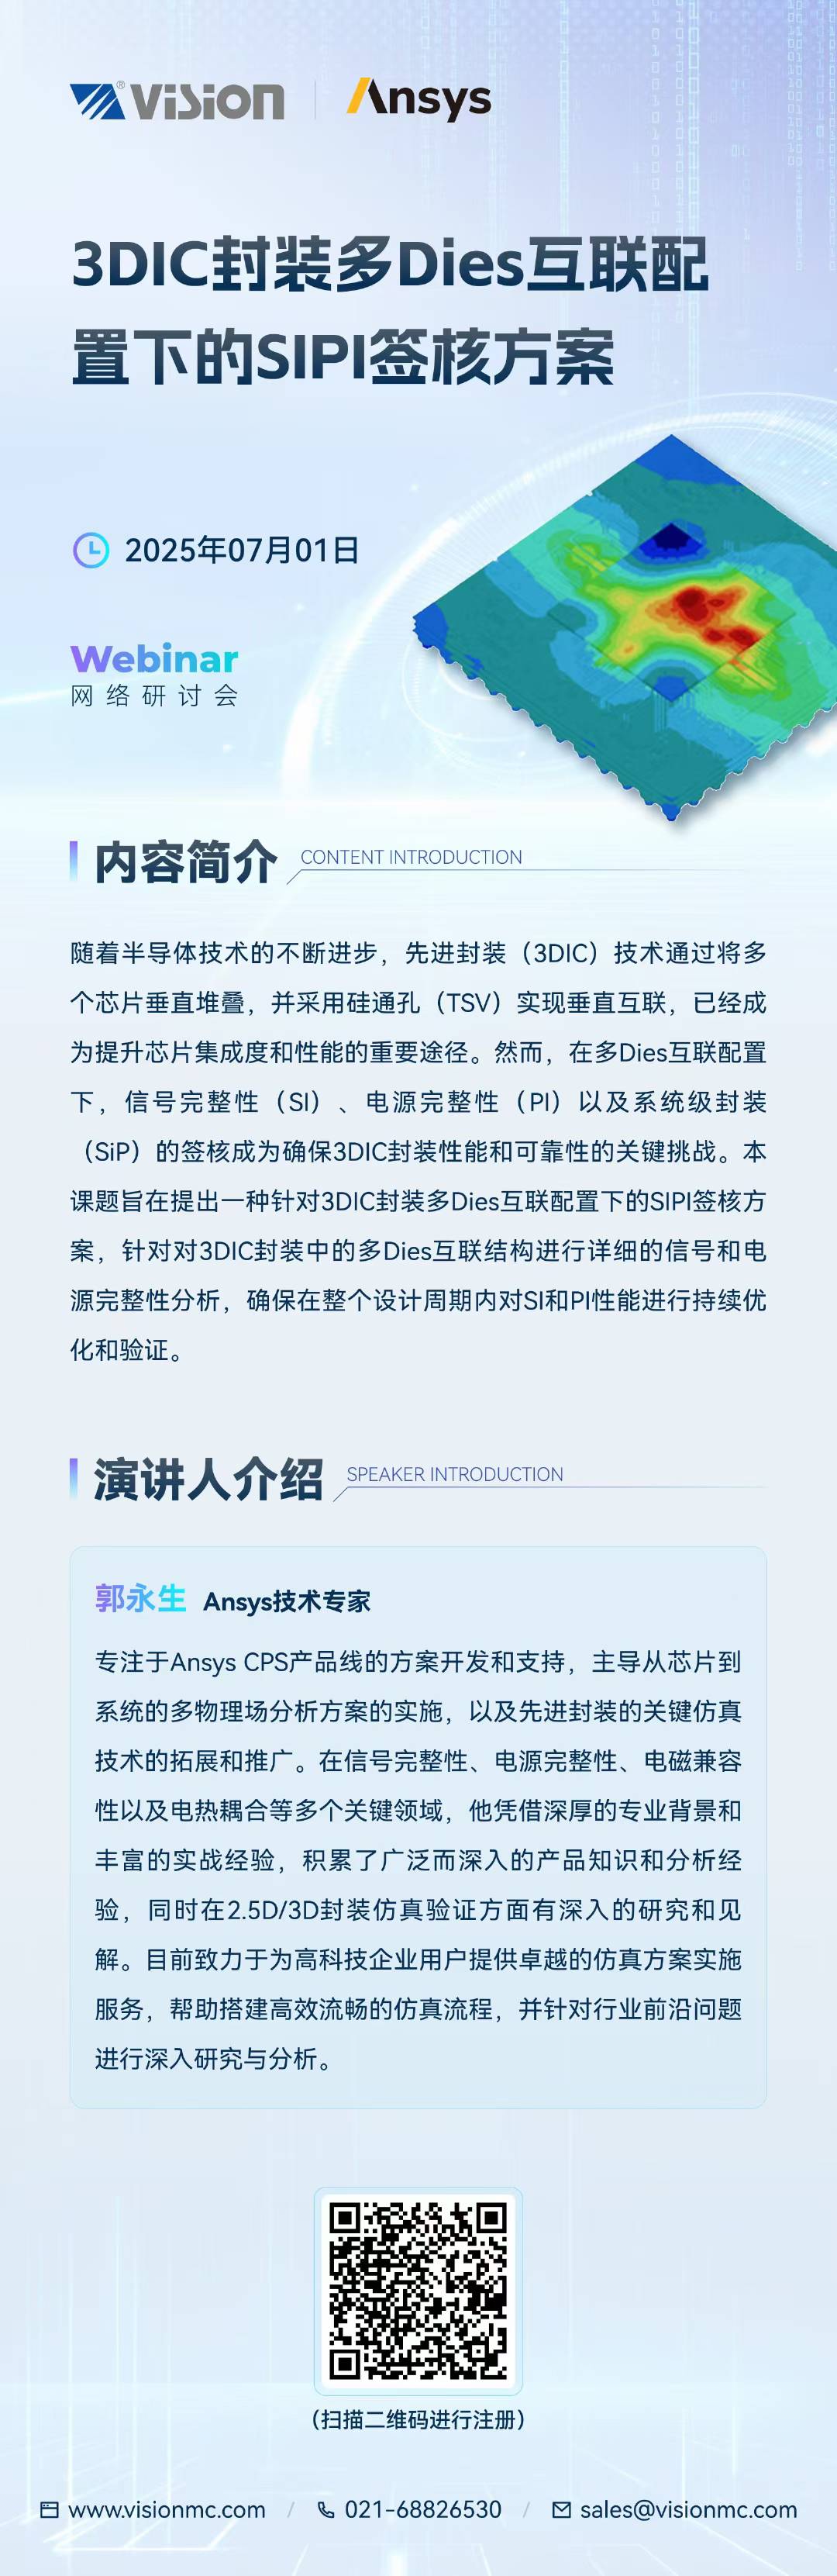 ViSion®
Ansys
3DIC封装多Dies互联配
置下的SIPI签核方案
2025年07月01日
Webinar
网络研讨会
内容简介 CONTENT INTRODUCTION
随着半导体技术的不断进步，先进封装（3DIC）技术通过将多
个芯片垂直堆叠，并采用硅通孔（TSV）实现垂直互联，已经成
为提升芯片集成度和性能的重要途径。然而，在多Dies互联配置
下，信号完整性（SI）、电源完整性（PI）以及系统级封装
（SiP）的签核成为确保3DIC封装性能和可靠性的关键挑战。本
课题旨在提出一种针对3DIC封装多Dies互联配置下的SIPI签核方
案，针对对3DIC封装中的多Dies互联结构进行详细的信号和电
源完整性分析，确保在整个设计周期内对SI和PI性能进行持续优
化和验证。
演讲人介绍 SPEAKER INTRODUCTION
郭永生 Ansys技术专家
专注于Ansys CPS产品线的方案开发和支持，主导从芯片到
系统的多物理场分析方案的实施，以及先进封装的关键仿真
技术的拓展和推广。在信号完整性、电源完整性、电磁兼容
性以及电热耦合等多个关键领域，他凭借深厚的专业背景和
丰富的实战经验，积累了广泛而深入的产品知识和分析经
验，同时在2.5D/3D封装仿真验证方面有深入的研究和见
解。目前致力于为高科技企业用户提供卓越的仿真方案实施
服务，帮助搭建高效流畅的仿真流程，并针对行业前沿问题
进行深入研究与分析。
（扫描二维码进行注册）
www.visionmc.com / 021-68826530 / sales@visionmc.com